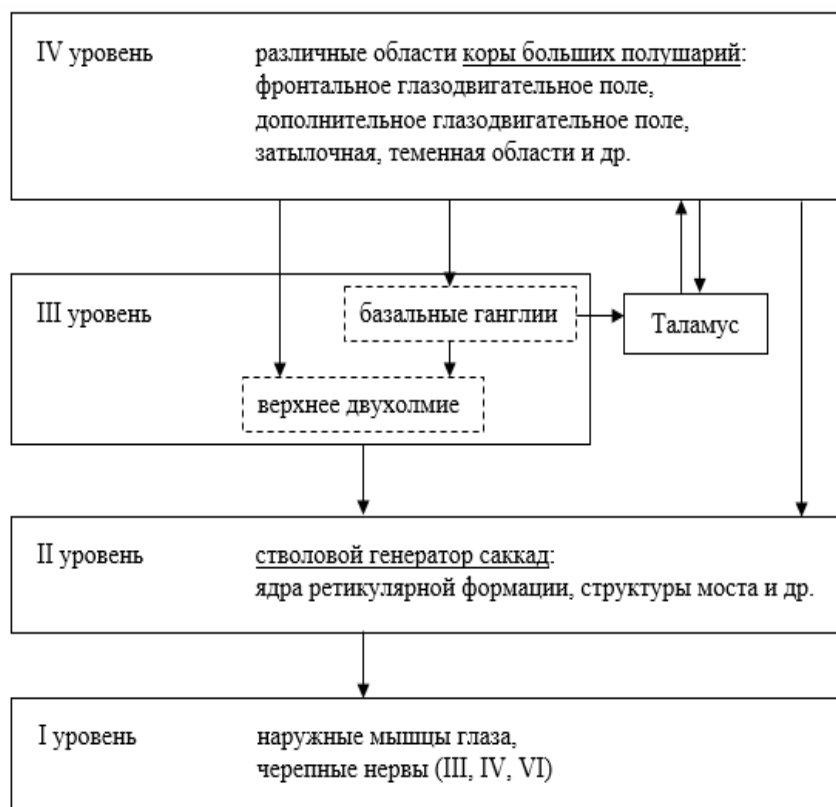 IV уровень
различные области коры больших полушарий:
фронтальное глазодвигательное поле,
дополнительное глазодвигательное поле,
затылочная, теменная области и др.
III уровень
базальные ганглии
Таламус
верхнее двухолмие
II уровень
стволовой генератор саккад:
ядра ретикулярной формации, структуры моста и др.
I уровень
наружные мышцы глаза,
черепные нервы (III, IV, VI)